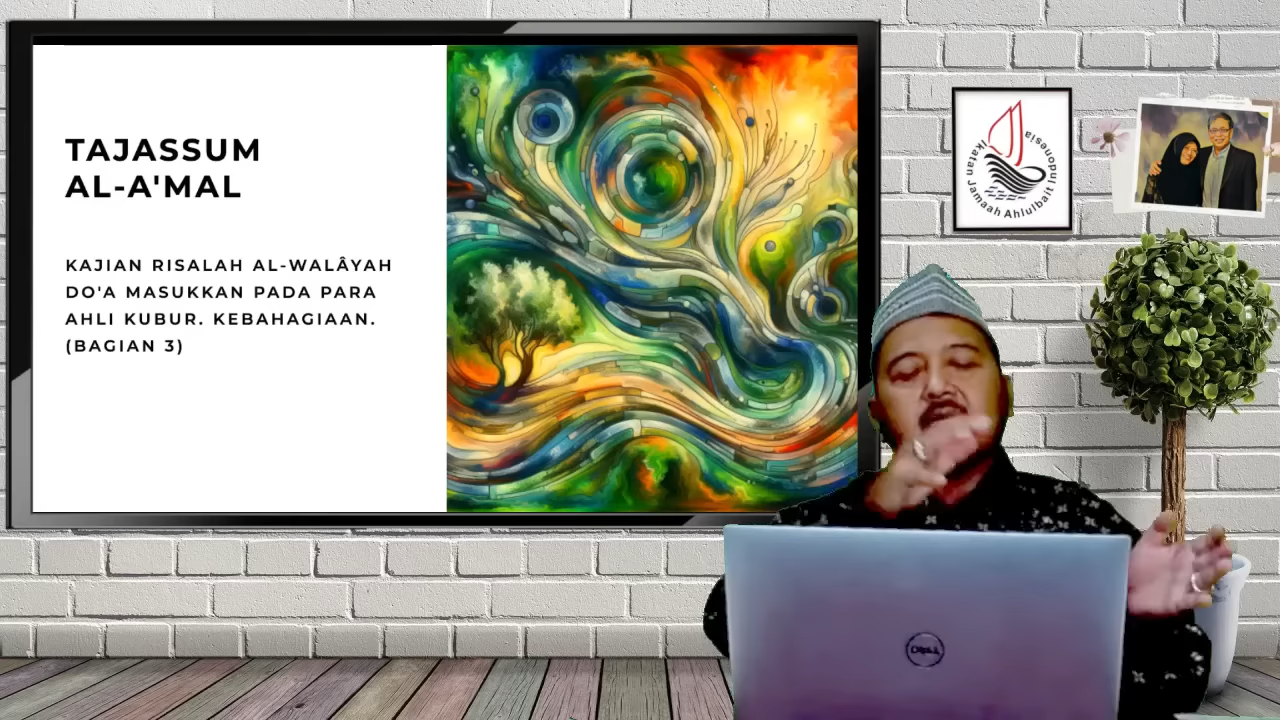 TAJASSUM
AL-A'MAL
KAJIAN RISALAH AL-WALÂYAH
DO'A MASUKKAN PADA PARA
AHLI KUBUR. KEBAHAGIAAN.
(BAGIAN 3)
Ikatan Jamaah Ahlulbait Indonesia
DELL